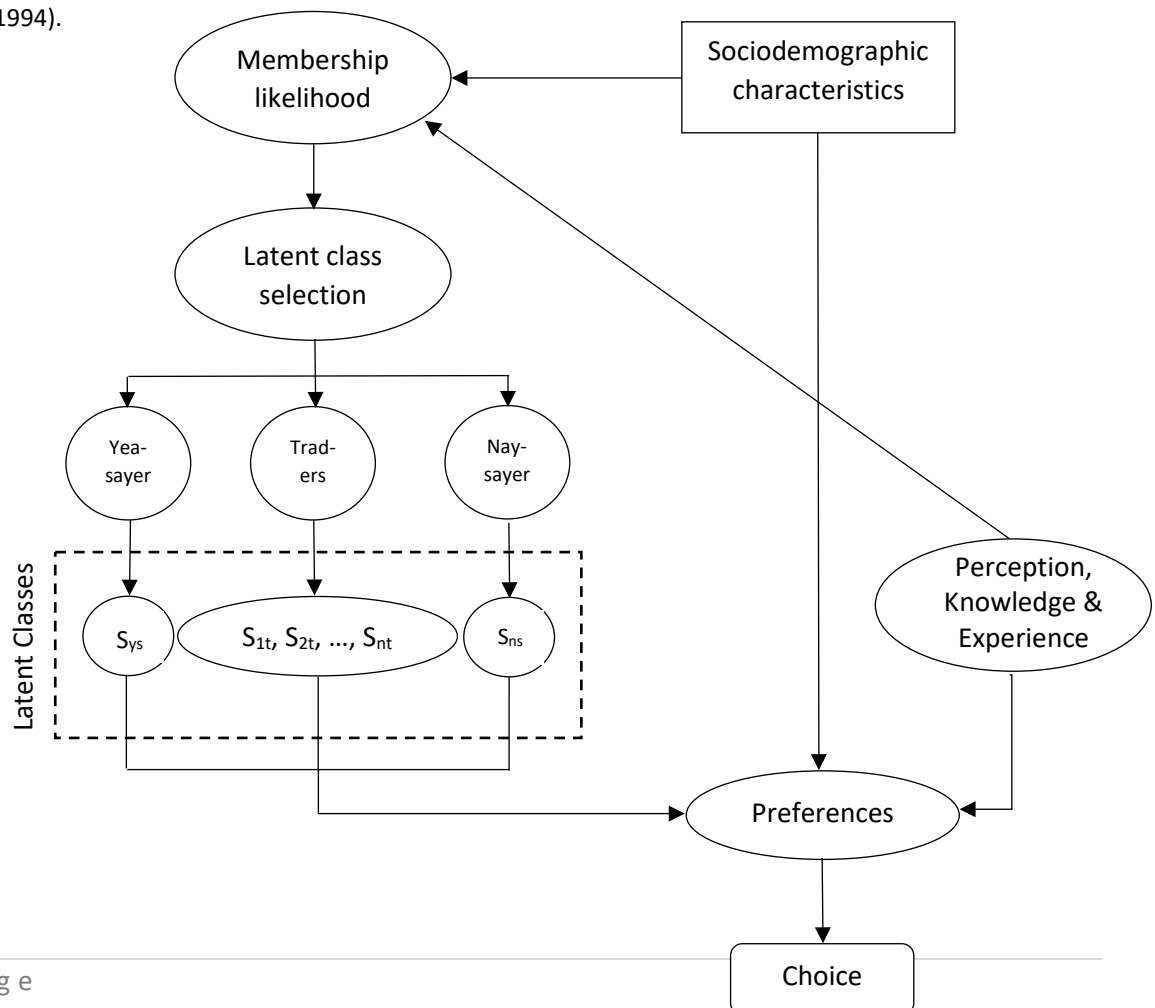 1994).
Membership
likelihood
Sociodemographic
characteristics
Latent class
selection
Yea-
sayer
Trad-
ers
Nay-
sayer
Latent Classes
Sys
S1t, S2t, ..., Snt
Sns
Perception,
Knowledge &
Experience
Preferences
Choice
g e